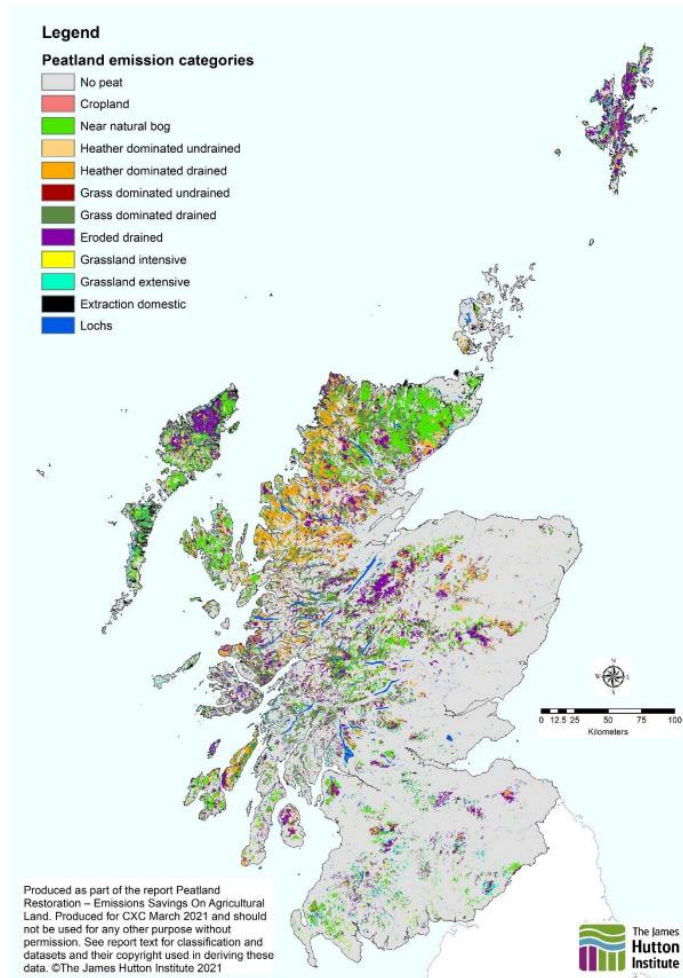 Legend
Peatland emission categories
No peat
Cropland
Near natural bog
Heather dominated undrained
Heather dominated drained
Grass dominated undrained
Grass dominated drained
Eroded drained
Grassland intensive
Grassland extensive
Extraction domestic
Lochs
N
W E
S
0 12.5 25 50 75 100
Kilometers
Produced as part of the report Peatland
Restoration – Emissions Savings On Agricultural
Land. Produced for CXC March 2021 and should
not be used for any other purpose without
permission. See report text for classification and
datasets and their copyright used in deriving these
data. ©The James Hutton Institute 2021
The James
Hutton
Institute